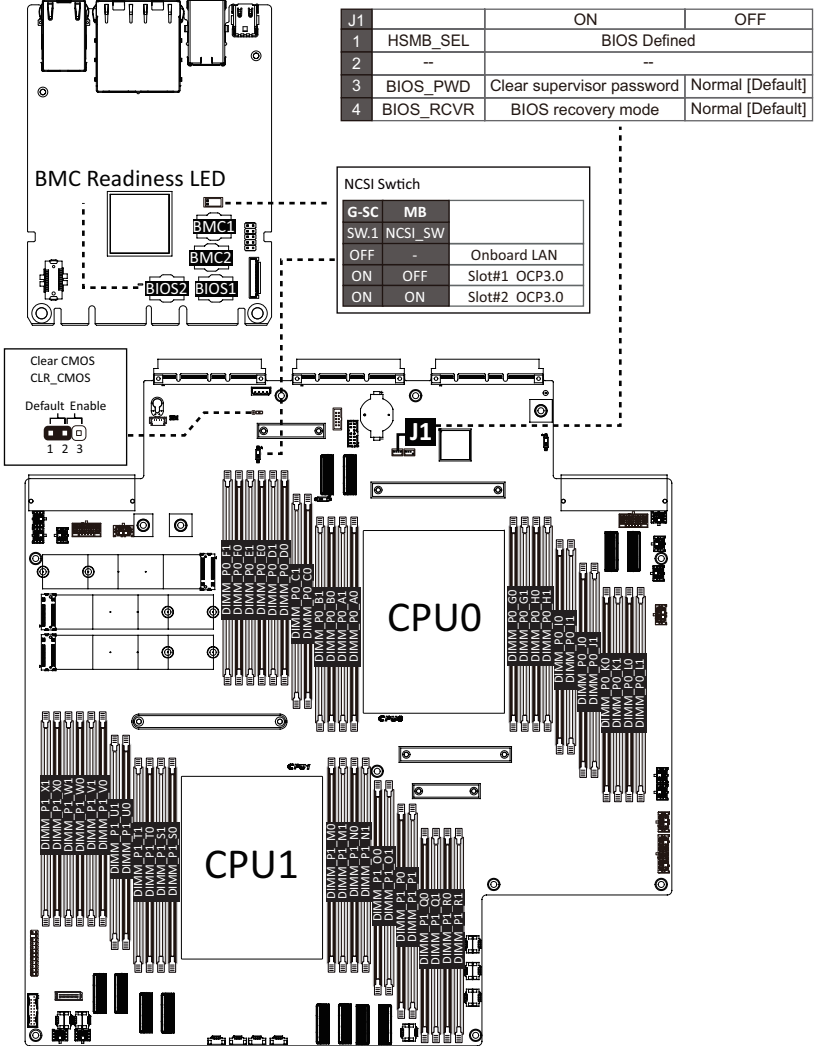 J1 ON OFF
1 HSMB_SEL BIOS Defined
2 -- --
3 BIOS_PWD Clear supervisor password Normal [Default]
4 BIOS_RCVR BIOS recovery mode Normal [Default]
BMC Readiness LED
BMC1
BMC2
BIOS2 BIOS1
NCSI Swtich
G-SC MB
SW.1 NCSI_SW
OFF - Onboard LAN
ON OFF Slot#1 OCP3.0
ON ON Slot#2 OCP3.0
Clear CMOS
CLR_CMOS
Default Enable
1 2 3
J1
DIMM_P0_F1
DIMM_P0_F0
DIMM_P0_E1
DIMM_P0_E0
DIMM_P0_D1
DIMM_P0_D0
DIMM_P0_C1
DIMM_P0_C0
DIMM_P0_B1
DIMM_P0_B0
DIMM_P0_A1
DIMM_P0_A0
CPU0
DIMM_P0_G0
DIMM_P0_G1
DIMM_P0_H0
DIMM_P0_H1
DIMM_P0_I0
DIMM_P0_I1
DIMM_P0_J0
DIMM_P0_J1
DIMM_P0_K0
DIMM_P0_K1
DIMM_P0_L0
DIMM_P0_L1
CPU0
CPU1
DIMM_P1_X1
DIMM_P1_X0
DIMM_P1_W1
DIMM_P1_W0
DIMM_P1_V1
DIMM_P1_V0
DIMM_P1_U1
DIMM_P1_U0
DIMM_P1_T1
DIMM_P1_T0
DIMM_P1_S1
DIMM_P1_S0
CPU1
DIMM_P1_M0
DIMM_P1_M1
DIMM_P1_N0
DIMM_P1_N1
DIMM_P1_O0
DIMM_P1_O1
DIMM_P1_P0
DIMM_P1_P1
DIMM_P1_Q0
DIMM_P1_Q1
DIMM_P1_R0
DIMM_P1_R1